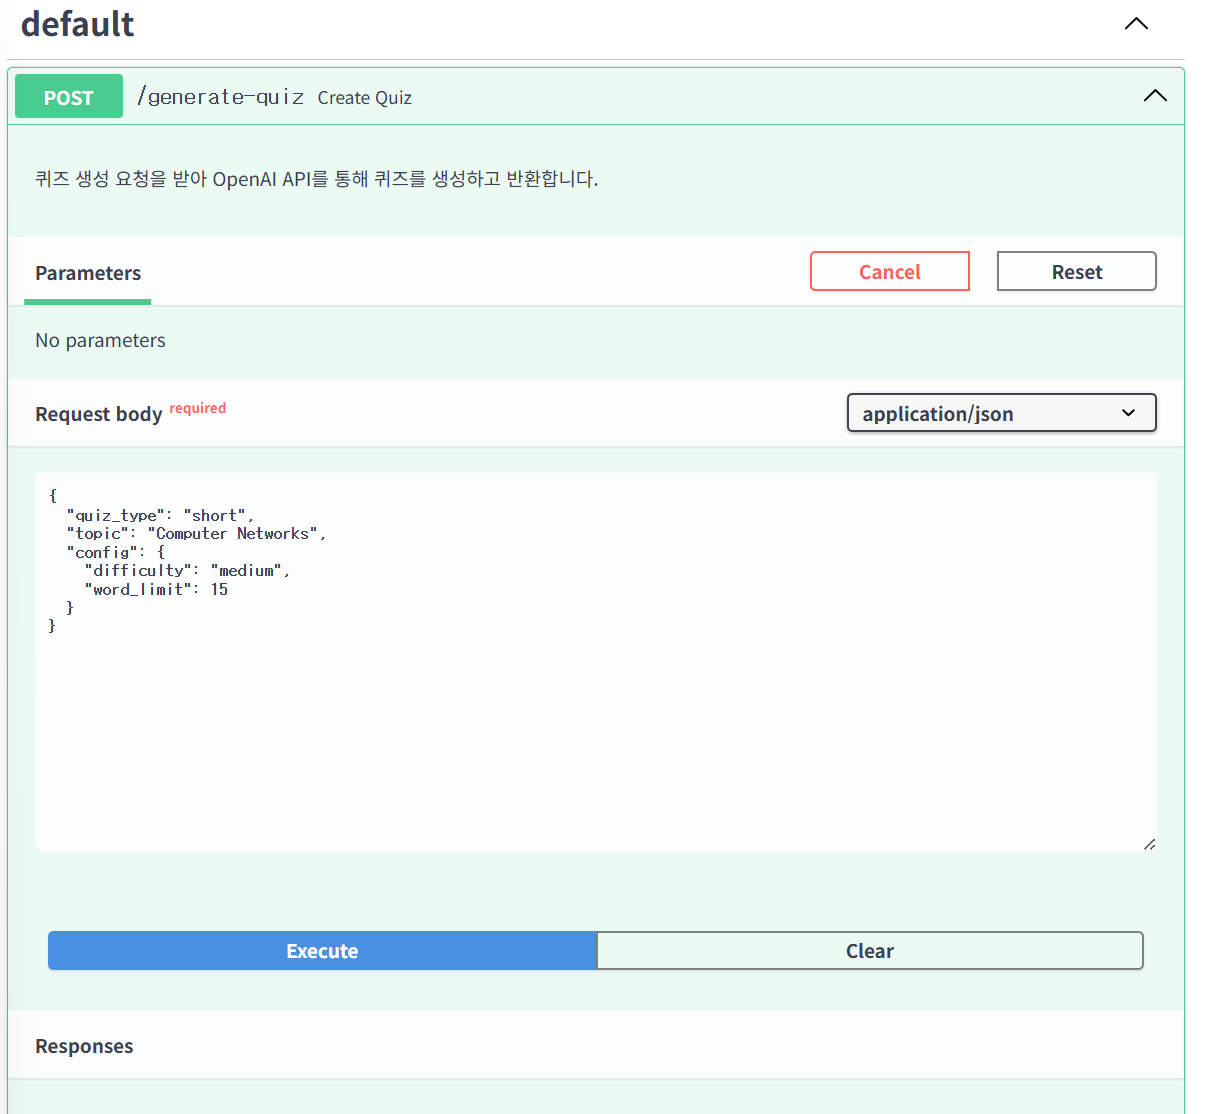 default
POST /generate-quiz Create Quiz
퀴즈 생성 요청을 받아 OpenAI API를 통해 퀴즈를 생성하고 반환합니다.
Parameters Cancel Reset
No parameters
Request body required application/json
{
  "quiz_type": "short",
  "topic": "Computer Networks",
  "config": {
    "difficulty": "medium",
    "word_limit": 15
  }
}
Execute Clear
Responses